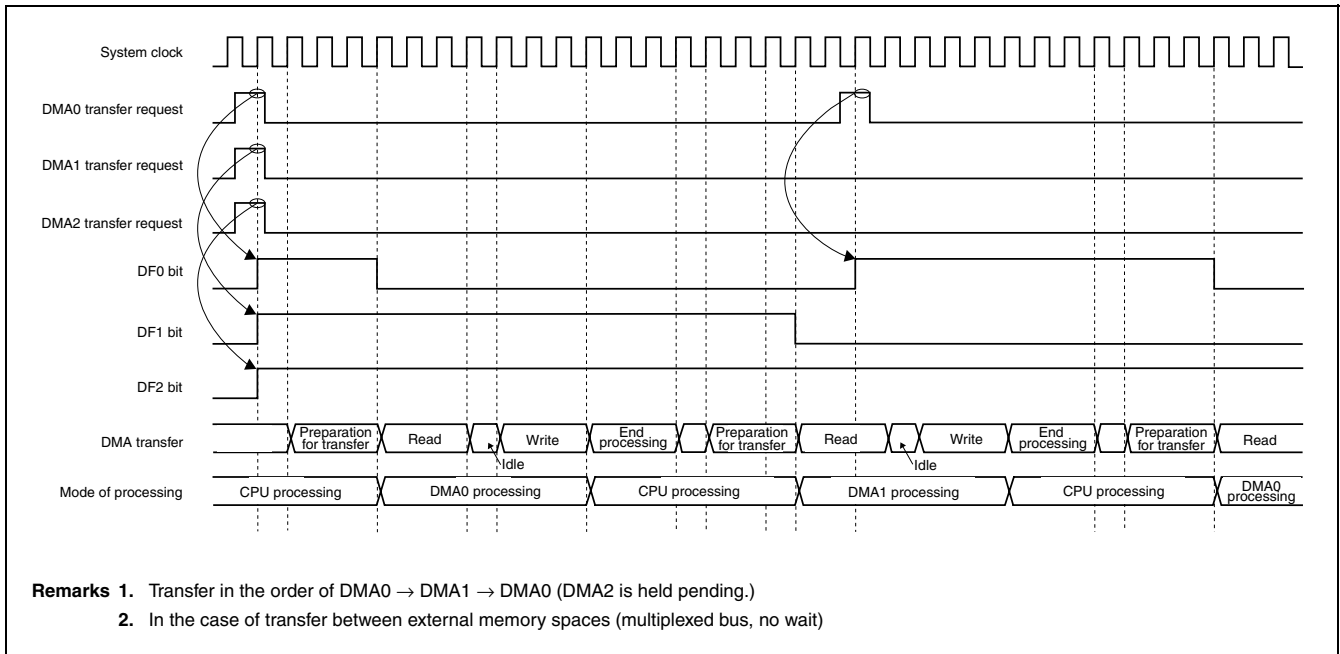 System clock
DMA0 transfer request
DMA1 transfer request
DMA2 transfer request
DF0 bit
DF1 bit
DF2 bit
DMA transfer
Preparation for transfer
Read
Idle
Write
End processing
Preparation for transfer
Read
Idle
Write
End processing
Preparation for transfer
Read
Mode of processing
CPU processing
DMA0 processing
CPU processing
DMA1 processing
CPU processing
DMA0 processing
Remarks 1. Transfer in the order of DMA0 → DMA1 → DMA0 (DMA2 is held pending.)
2. In the case of transfer between external memory spaces (multiplexed bus, no wait)